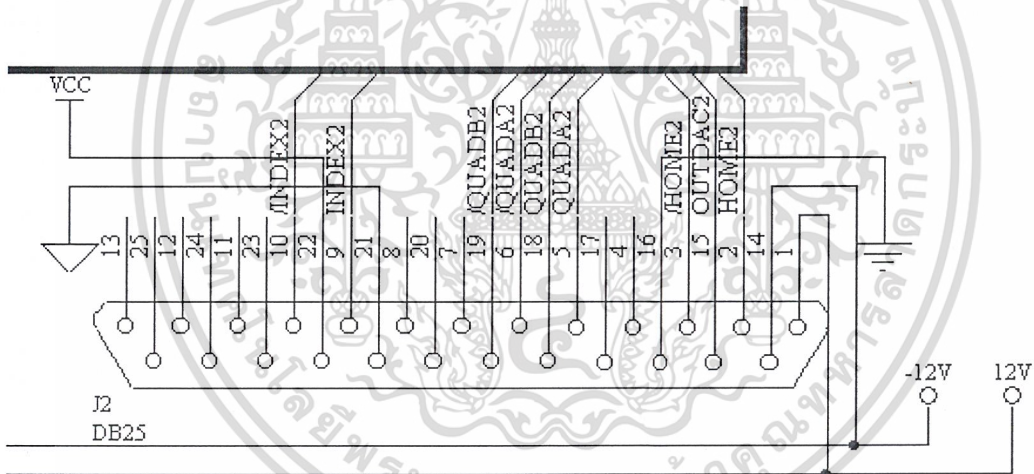 VCC
/INDEX2
INDEX2
/QUADB2
/QUADA2
QUADB2
QUADA2
/HOME2
OUTDAC2
HOME2
13
25
12
24
11
23
10
22
9
21
8
20
7
19
6
18
5
17
4
16
3
15
2
14
1
-12V
12V
J2
DB25